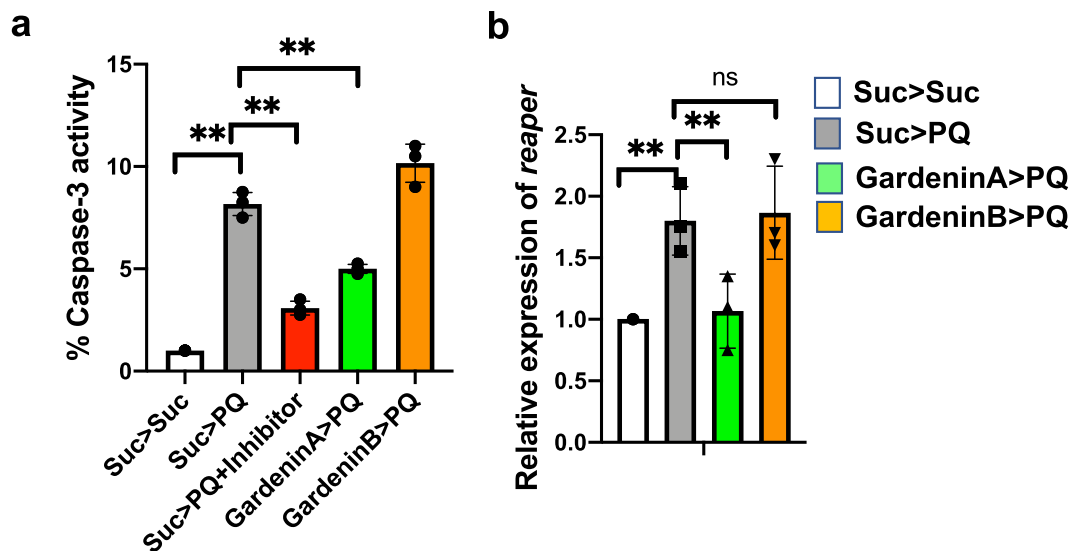 a
% Caspase-3 activity
15
10
5
0
**
**
**
Suc>Suc
Suc>PQ
Suc>PQ+Inhibitor
GardeninA>PQ
GardeninB>PQ
b
Relative expression of reaper
2.5
2.0
1.5
1.0
0.5
0.0
ns
**
**
Suc>Suc
Suc>PQ
GardeninA>PQ
GardeninB>PQ